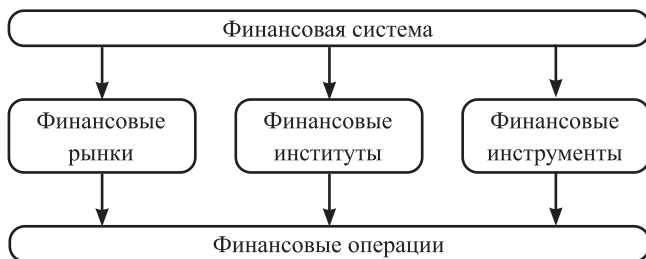 Финансовая система
Финансовые
рынки
Финансовые
институты
Финансовые
инструменты
Финансовые операции